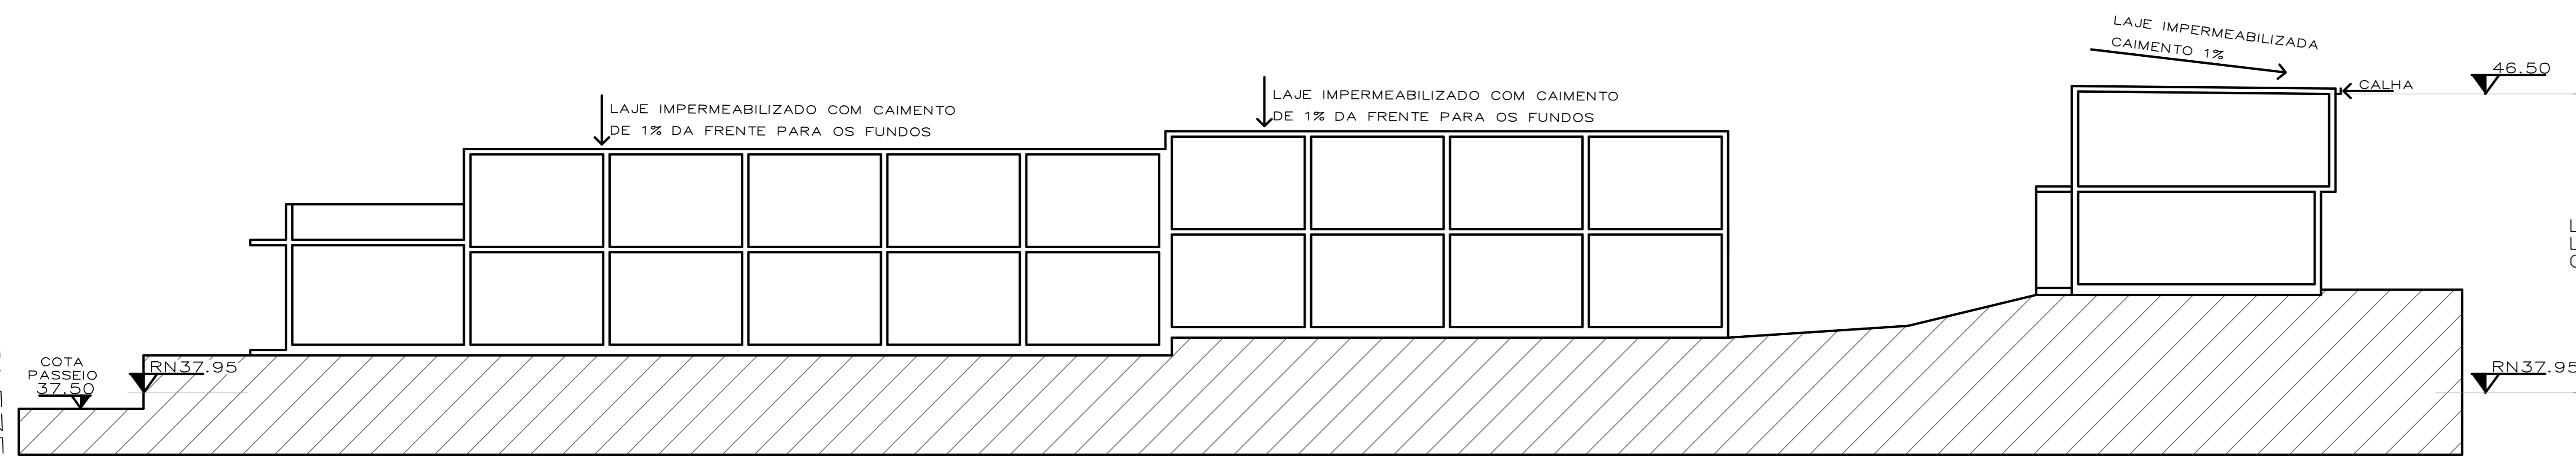 LAJE IMPERMEABILIZADO COM CAIMENTO
DE 1% DA FRENTE PARA OS FUNDOS
LAJE IMPERMEABILIZADO COM CAIMENTO
DE 1% DA FRENTE PARA OS FUNDOS
LAJE IMPERMEABILIZADA
CAIMENTO 1%
CALHA
46.50
COTA
PASSEIO
37.50
RN37.95
RN37.95